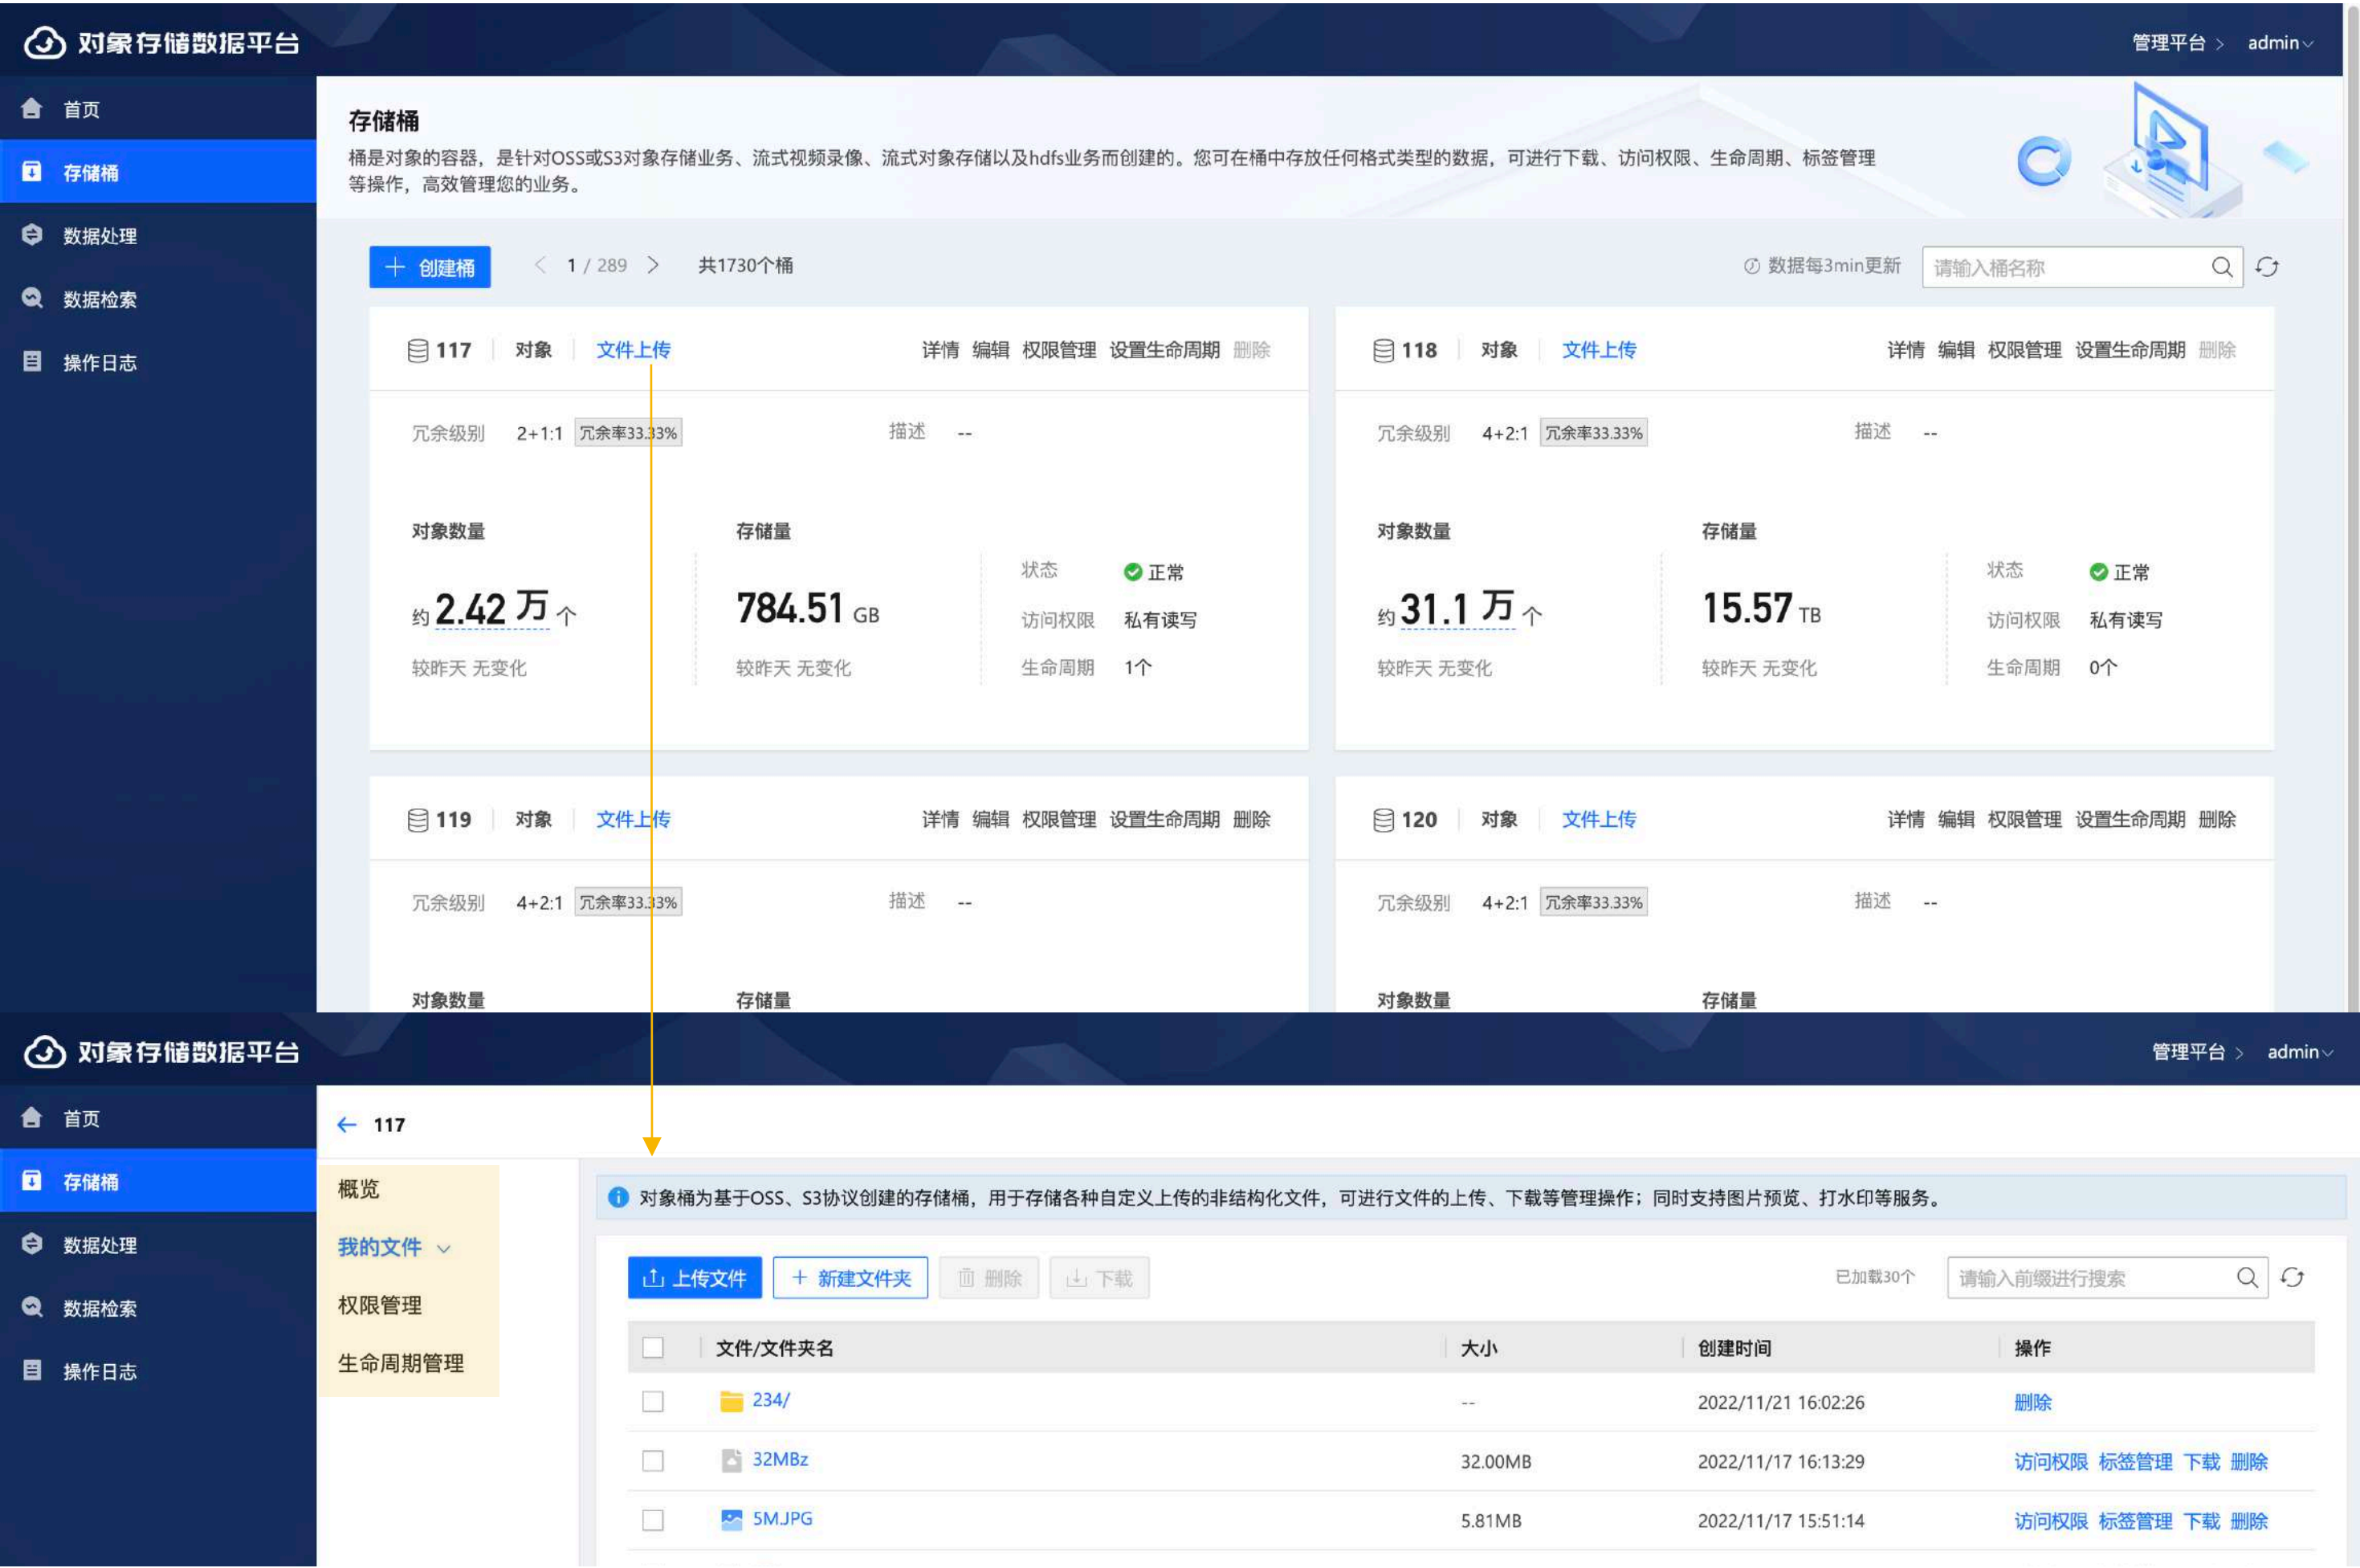 对象存储数据平台
管理平台 > admin
首页
存储桶
数据处理
数据检索
操作日志
存储桶
桶是对象的容器，是针对OSS或S3对象存储业务、流式视频录像、流式对象存储以及hdfs业务而创建的。您可在桶中存放任何格式类型的数据，可进行下载、访问权限、生命周期、标签管理
等操作，高效管理您的业务。
+ 创建桶 < 1 / 289 > 共1730个桶 数据每3min更新 请输入桶名称
117 对象 文件上传 详情 编辑 权限管理 设置生命周期 删除
冗余级别 2+1:1 冗余率33.33% 描述 --
对象数量 存储量
状态 正常
约 2.42 万 个 784.51 GB 访问权限 私有读写
较昨天 无变化 较昨天 无变化 生命周期 1个
118 对象 文件上传 详情 编辑 权限管理 设置生命周期 删除
冗余级别 4+2:1 冗余率33.33% 描述 --
对象数量 存储量
状态 正常
约 31.1 万 个 15.57 TB 访问权限 私有读写
较昨天 无变化 较昨天 无变化 生命周期 0个
119 对象 文件上传 详情 编辑 权限管理 设置生命周期 删除
冗余级别 4+2:1 冗余率33.33% 描述 --
对象数量 存储量
120 对象 文件上传 详情 编辑 权限管理 设置生命周期 删除
冗余级别 4+2:1 冗余率33.33% 描述 --
对象数量 存储量
对象存储数据平台
管理平台 > admin
首页
存储桶
数据处理
数据检索
操作日志
← 117
概览
我的文件
权限管理
生命周期管理
对象桶为基于OSS、S3协议创建的存储桶，用于存储各种自定义上传的非结构化文件，可进行文件的上传、下载等管理操作；同时支持图片预览、打水印等服务。
上传文件 + 新建文件夹 删除 下载 已加载30个 请输入前缀进行搜索
文件/文件夹名 大小 创建时间 操作
234/ -- 2022/11/21 16:02:26 删除
32MBz 32.00MB 2022/11/17 16:13:29 访问权限 标签管理 下载 删除
5M.JPG 5.81MB 2022/11/17 15:51:14 访问权限 标签管理 下载 删除